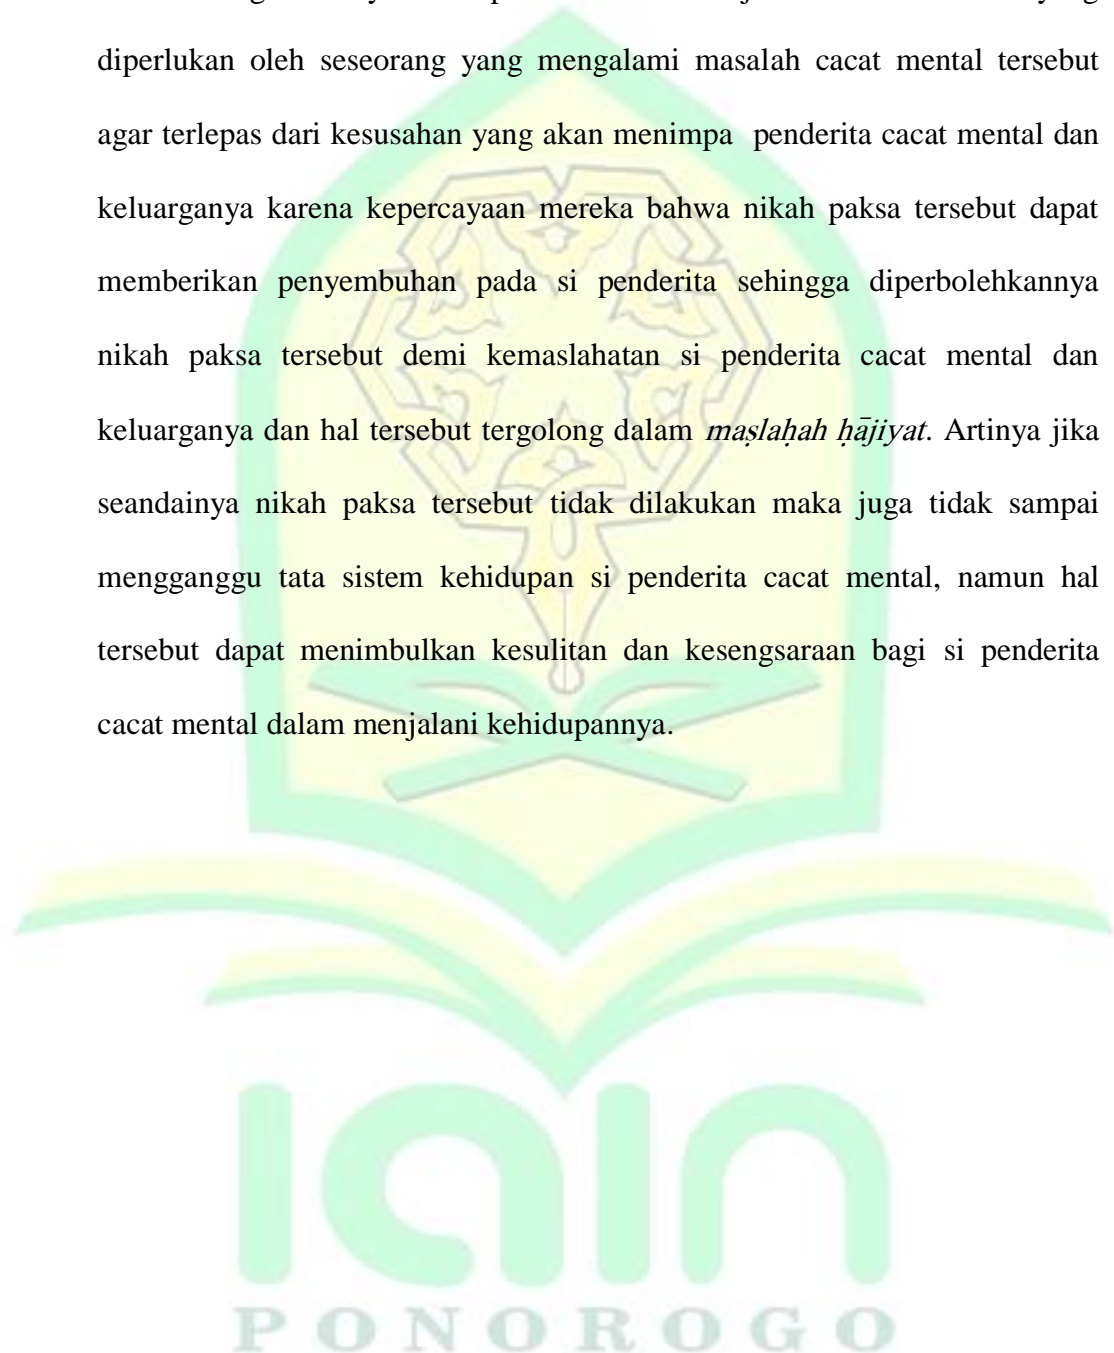 diperlukan oleh seseorang yang mengalami masalah cacat mental tersebut
agar terlepas dari kesusahan yang akan menimpa penderita cacat mental dan
keluarganya karena kepercayaan mereka bahwa nikah paksa tersebut dapat
memberikan penyembuhan pada si penderita sehingga diperbolehkannya
nikah paksa tersebut demi kemaslahatan si penderita cacat mental dan
keluarganya dan hal tersebut tergolong dalam maṣlaḥah ḥājiyat. Artinya jika
seandainya nikah paksa tersebut tidak dilakukan maka juga tidak sampai
mengganggu tata sistem kehidupan si penderita cacat mental, namun hal
tersebut dapat menimbulkan kesulitan dan kesengsaraan bagi si penderita
cacat mental dalam menjalani kehidupannya.
iain
PONOROGO